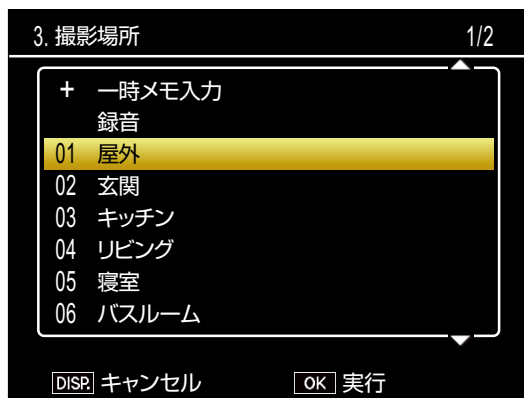 3. 撮影場所 1/2
+ 一時メモ入力
録音
01 屋外
02 玄関
03 キッチン
04 リビング
05 寝室
06 バスルーム
DISP. キャンセル OK 実行